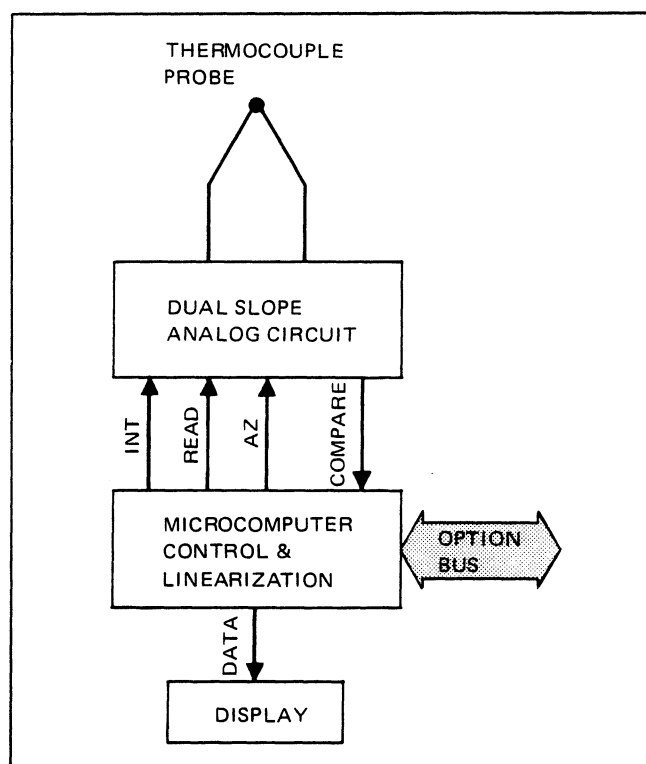 THERMOCOUPLE
PROBE
DUAL SLOPE
ANALOG CIRCUIT
INT
READ
AZ
COMPARE
MICROCOMPUTER
CONTROL &
LINEARIZATION
OPTION
BUS
DATA
DISPLAY